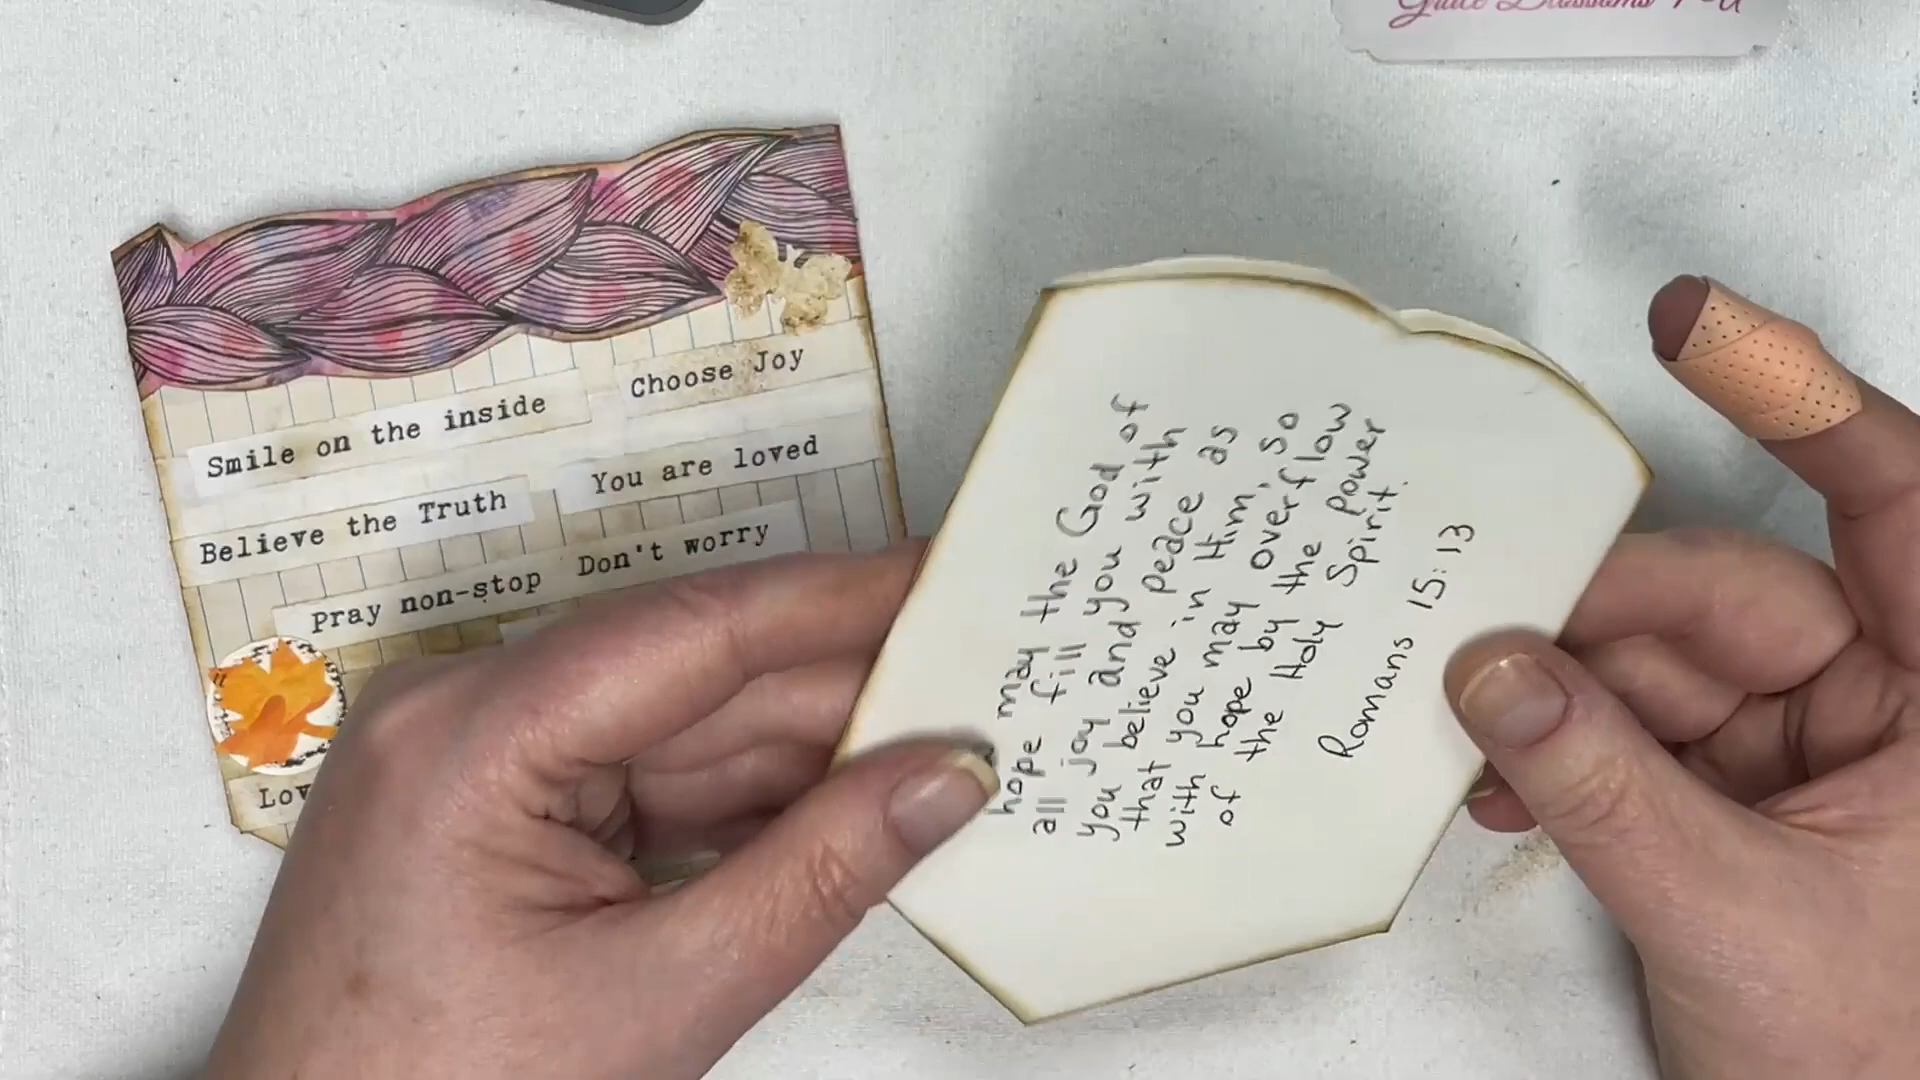 Smile on the inside
Choose Joy
Believe the Truth
You are loved
Pray non-stop
Don't worry
may the God of
hope fill you with
all joy and peace as
you believe in Him, so
that you may overflow
with hope by the power
of the Holy Spirit.
Romans 15:13